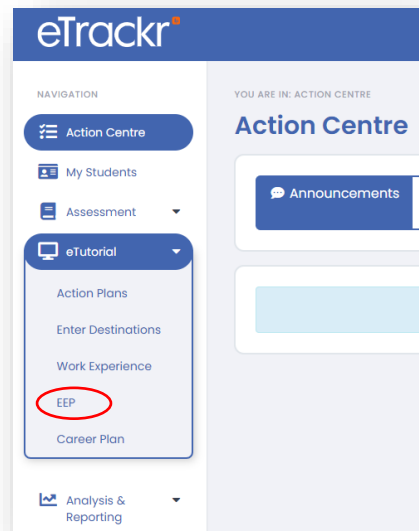 eTrackr
NAVIGATION
Action Centre
My Students
Assessment
eTutorial
Action Plans
Enter Destinations
Work Experience
EEP
Career Plan
Analysis &
Reporting
YOU ARE IN: ACTION CENTRE
Action Centre
Announcements